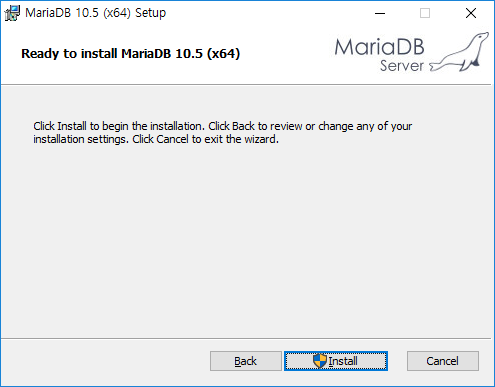 MariaDB 10.5 (x64) Setup
Ready to install MariaDB 10.5 (x64)
MariaDB
Server
Click Install to begin the installation. Click Back to review or change any of your
installation settings. Click Cancel to exit the wizard.
Back
Install
Cancel